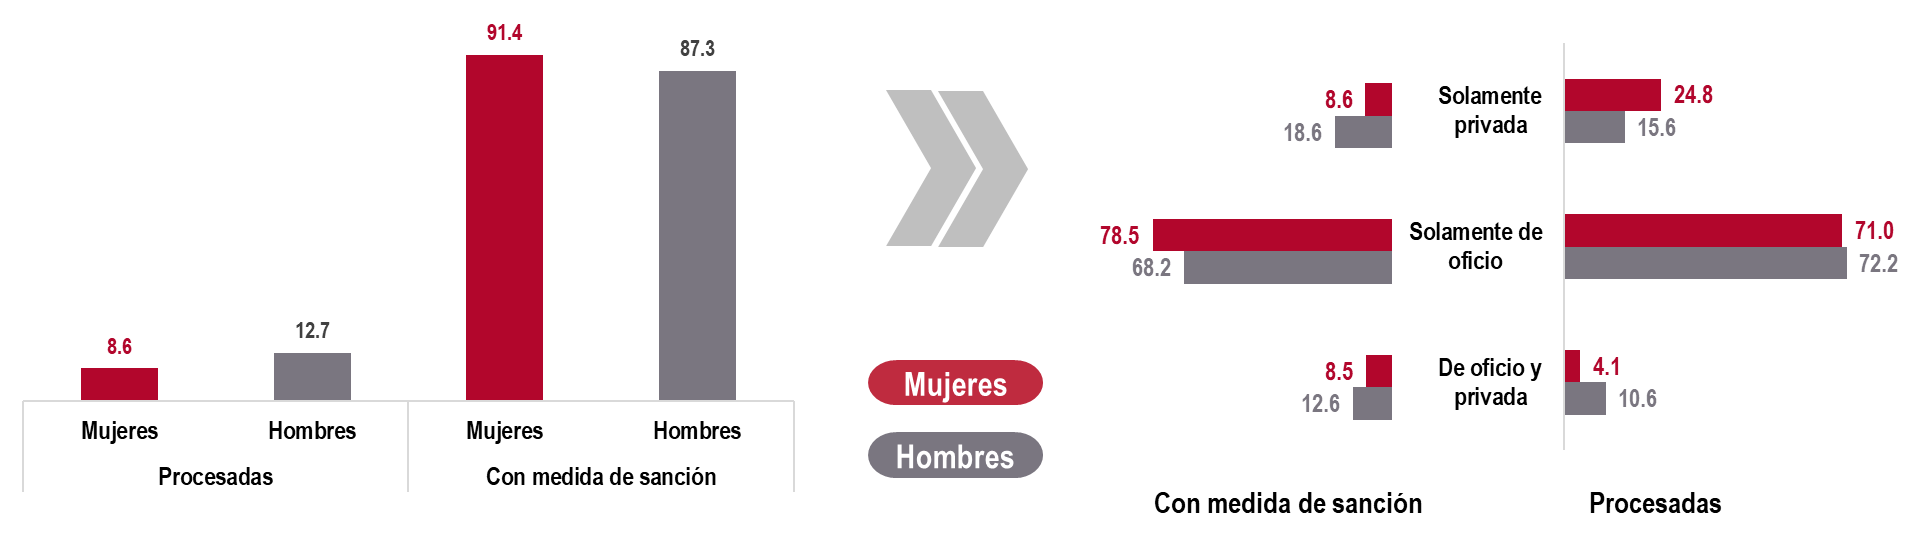 91.4
87.3
8.6
12.7
Mujeres
Hombres
Mujeres
Hombres
Procesadas
Con medida de sanción
Mujeres
Hombres
8.6
18.6
Solamente
privada
24.8
15.6
78.5
68.2
Solamente de
oficio
71.0
72.2
8.5
12.6
De oficio y
privada
4.1
10.6
Con medida de sanción
Procesadas